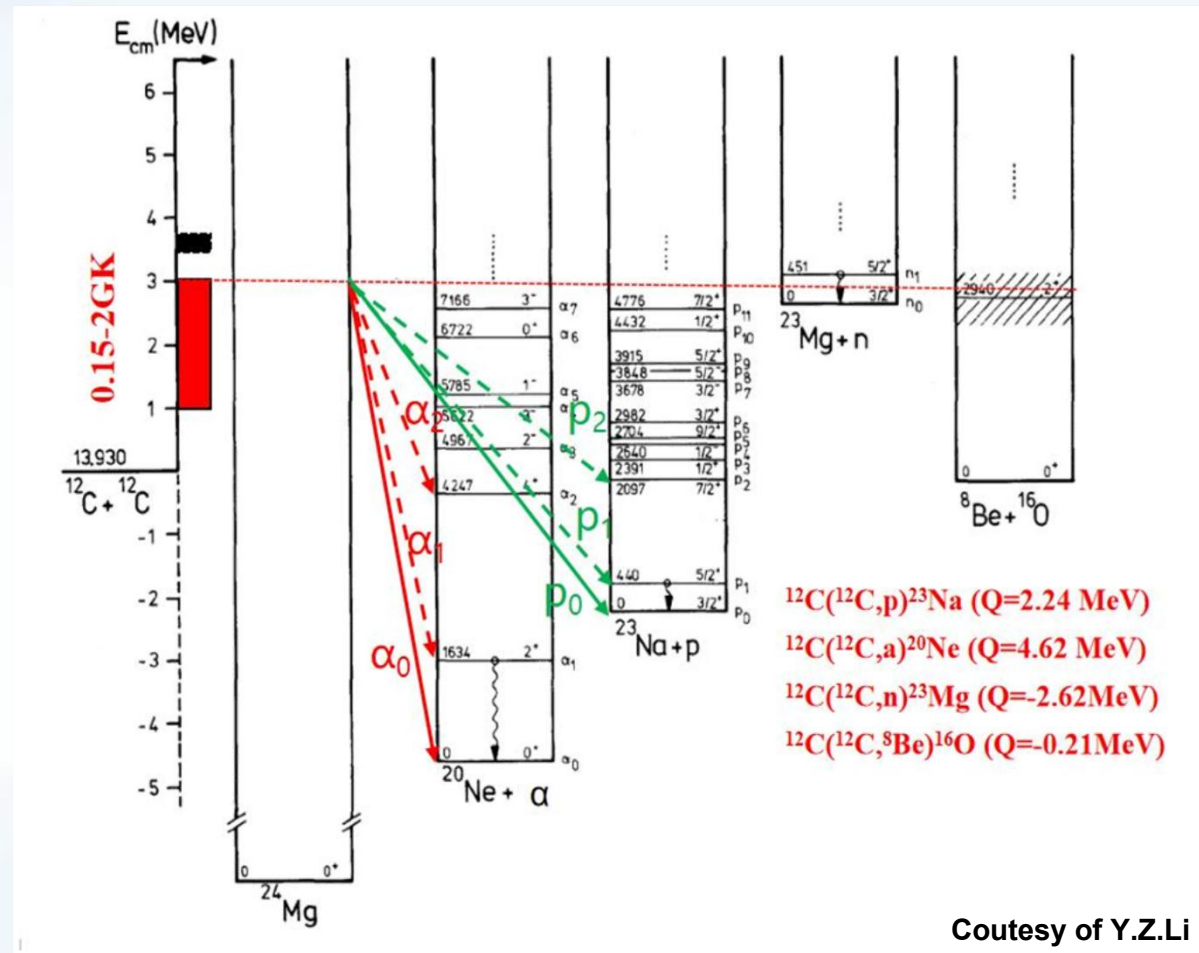 E_cm(MeV)
6
5
4
3
2
1
0.15-2GK
13,930
¹²C + ¹²C
-1
-2
-3
-4
-5
0 0⁺
²⁴Mg
7166 3⁻ α₇
6722 0⁺ α₆
5785 1⁻ α₅
4967 2⁻
4247 α₂
1634 2⁺ α₁
0 0⁺ α₀
²⁰Ne + α
α₂
α₁
α₀
4776 7/2⁺ p₁₁
4432 1/2⁺ p₁₀
3915 5/2⁺ p₉
3848 5/2⁻ p₈
3678 3/2⁻ p₇
2982 3/2⁺ p₆
2704 9/2⁺ p₅
2640 1/2⁻ p₄
2391 1/2⁺ p₃
2097 7/2⁺ p₂
440 5/2⁺ p₁
0 3/2⁺ p₀
²³Na+p
p₂
p₁
p₀
451 5/2⁺ n₁
0 3/2⁺ n₀
²³Mg+n
2940 2⁺
0 0⁺
⁸Be+¹⁶O
¹²C(¹²C,p)²³Na (Q=2.24 MeV)
¹²C(¹²C,a)²⁰Ne (Q=4.62 MeV)
¹²C(¹²C,n)²³Mg (Q=-2.62MeV)
¹²C(¹²C,⁸Be)¹⁶O (Q=-0.21MeV)
Coutesy of Y.Z.Li